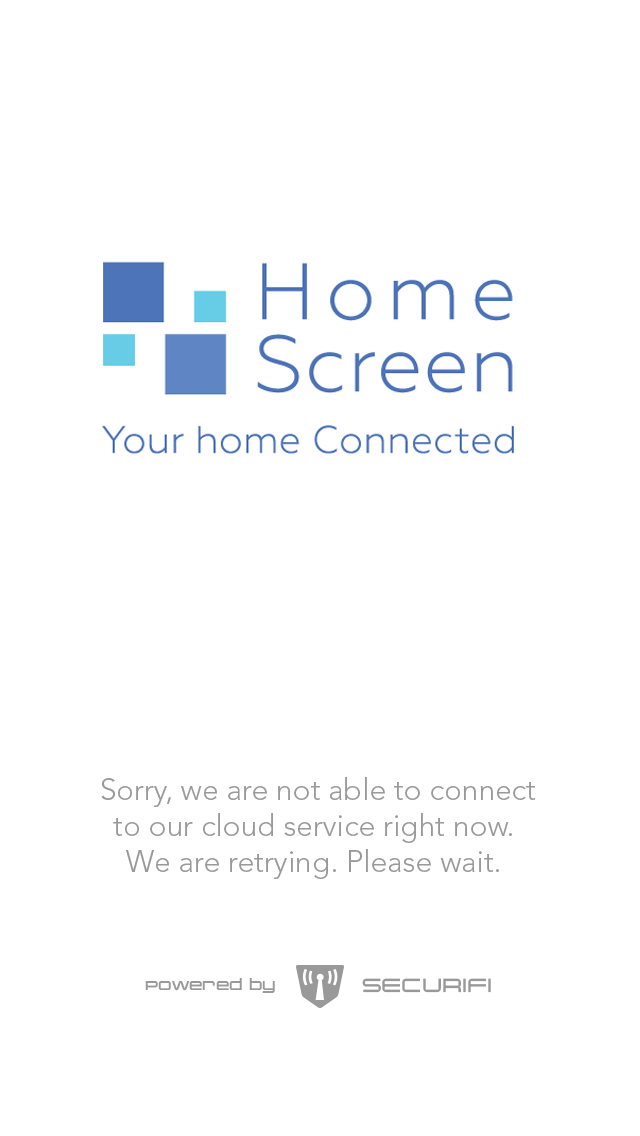 Home
Screen
Your home Connected
Sorry, we are not able to connect
to our cloud service right now.
We are retrying. Please wait.
powered by SECURIFI